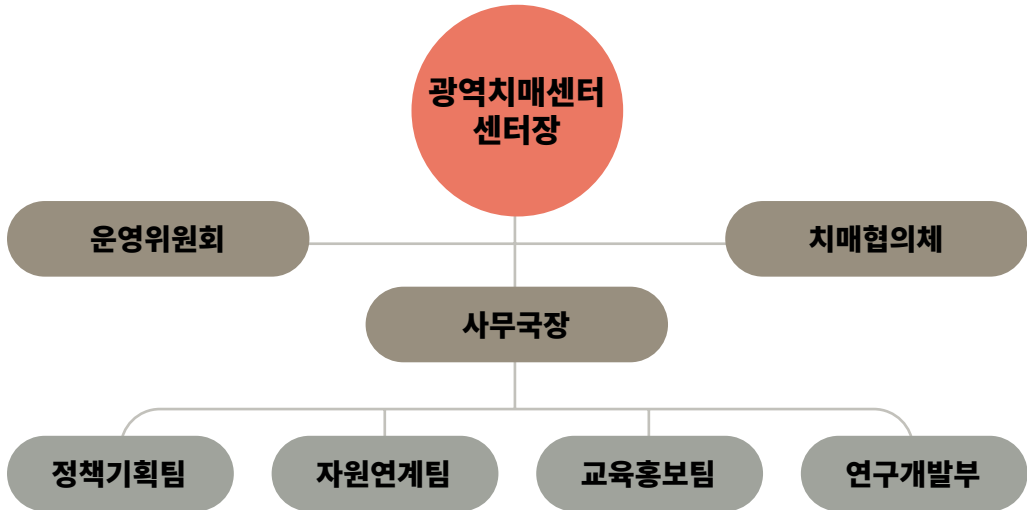 광역치매센터
센터장
운영위원회
치매협의체
사무국장
정책기획팀
자원연계팀
교육홍보팀
연구개발부